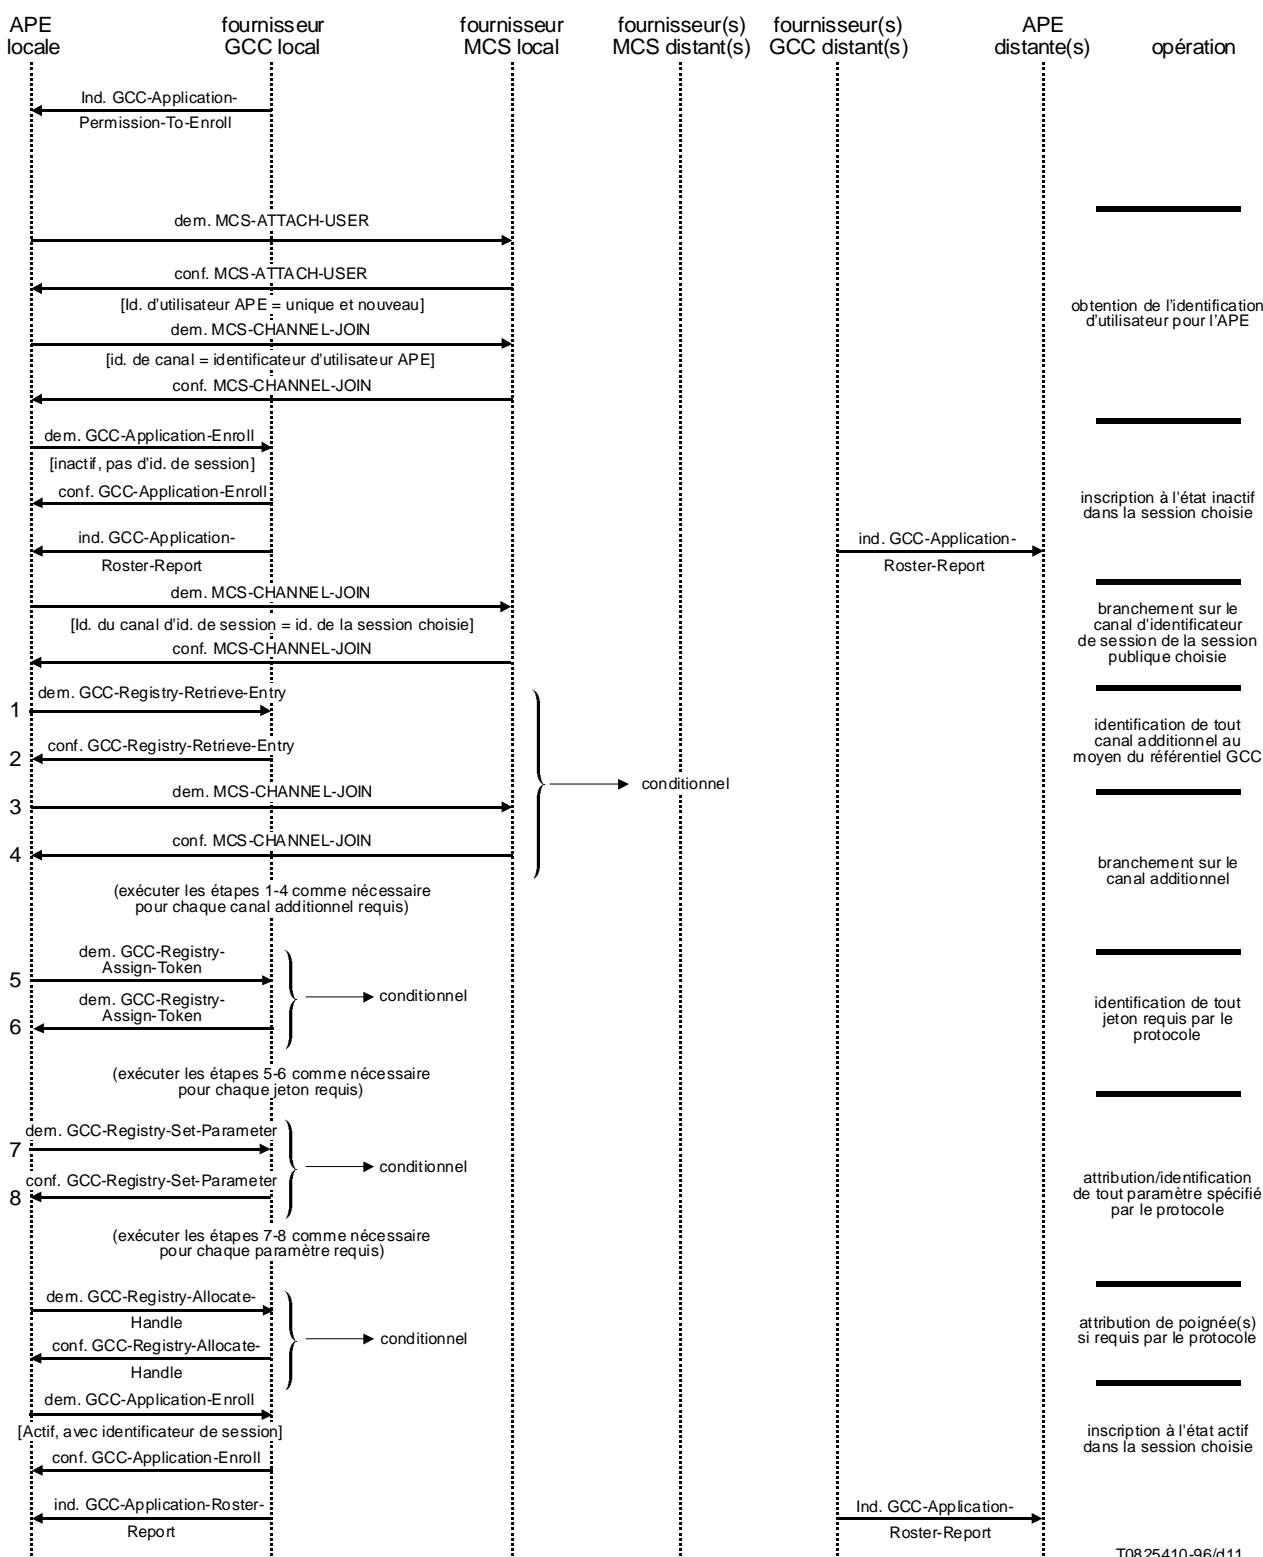 APE
locale
fournisseur
GCC local
fournisseur
MCS local
fournisseur(s)
MCS distant(s)
fournisseur(s)
GCC distant(s)
APE
distante(s)
opération
Ind. GCC-Application-
Permission-To-Enroll
dem. MCS-ATTACH-USER
conf. MCS-ATTACH-USER
[Id. d'utilisateur APE = unique et nouveau]
dem. MCS-CHANNEL-JOIN
[id. de canal = identificateur d'utilisateur APE]
conf. MCS-CHANNEL-JOIN
obtention de l'identification
d'utilisateur pour l'APE
dem. GCC-Application-Enroll
[inactif, pas d'id. de session]
conf. GCC-Application-Enroll
inscription à l'état inactif
dans la session choisie
ind. GCC-Application-
Roster-Report
ind. GCC-Application-
Roster-Report
dem. MCS-CHANNEL-JOIN
[Id. du canal d'id. de session = id. de la session choisie]
conf. MCS-CHANNEL-JOIN
branchement sur le
canal d'identificateur
de session de la session
publique choisie
dem. GCC-Registry-Retrieve-Entry
1
conf. GCC-Registry-Retrieve-Entry
2
identification de tout
canal additionnel au
moyen du référentiel GCC
conditionnel
dem. MCS-CHANNEL-JOIN
3
conf. MCS-CHANNEL-JOIN
4
branchement sur le
canal additionnel
(exécuter les étapes 1-4 comme nécessaire
pour chaque canal additionnel requis)
dem. GCC-Registry-
Assign-Token
5
conditionnel
dem. GCC-Registry-
Assign-Token
6
identification de tout
jeton requis par le
protocole
(exécuter les étapes 5-6 comme nécessaire
pour chaque jeton requis)
dem. GCC-Registry-Set-Parameter
7
conditionnel
conf. GCC-Registry-Set-Parameter
8
attribution/identification
de tout paramètre spécifié
par le protocole
(exécuter les étapes 7-8 comme nécessaire
pour chaque paramètre requis)
dem. GCC-Registry-Allocate-
Handle
conditionnel
conf. GCC-Registry-Allocate-
Handle
attribution de poignée(s)
si requis par le protocole
dem. GCC-Application-Enroll
[Actif, avec identificateur de session]
conf. GCC-Application-Enroll
inscription à l'état actif
dans la session choisie
ind. GCC-Application-Roster-
Report
Ind. GCC-Application-
Roster-Report
T0825410-96/d11